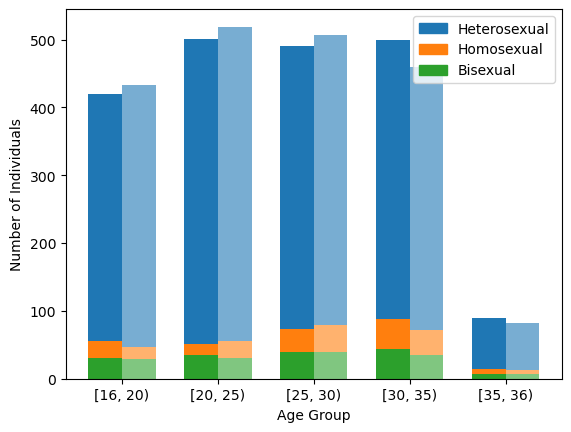 Heterosexual
Homosexual
Bisexual
500
400
300
200
100
0
Number of Individuals
[16, 20)
[20, 25)
[25, 30)
[30, 35)
[35, 36)
Age Group